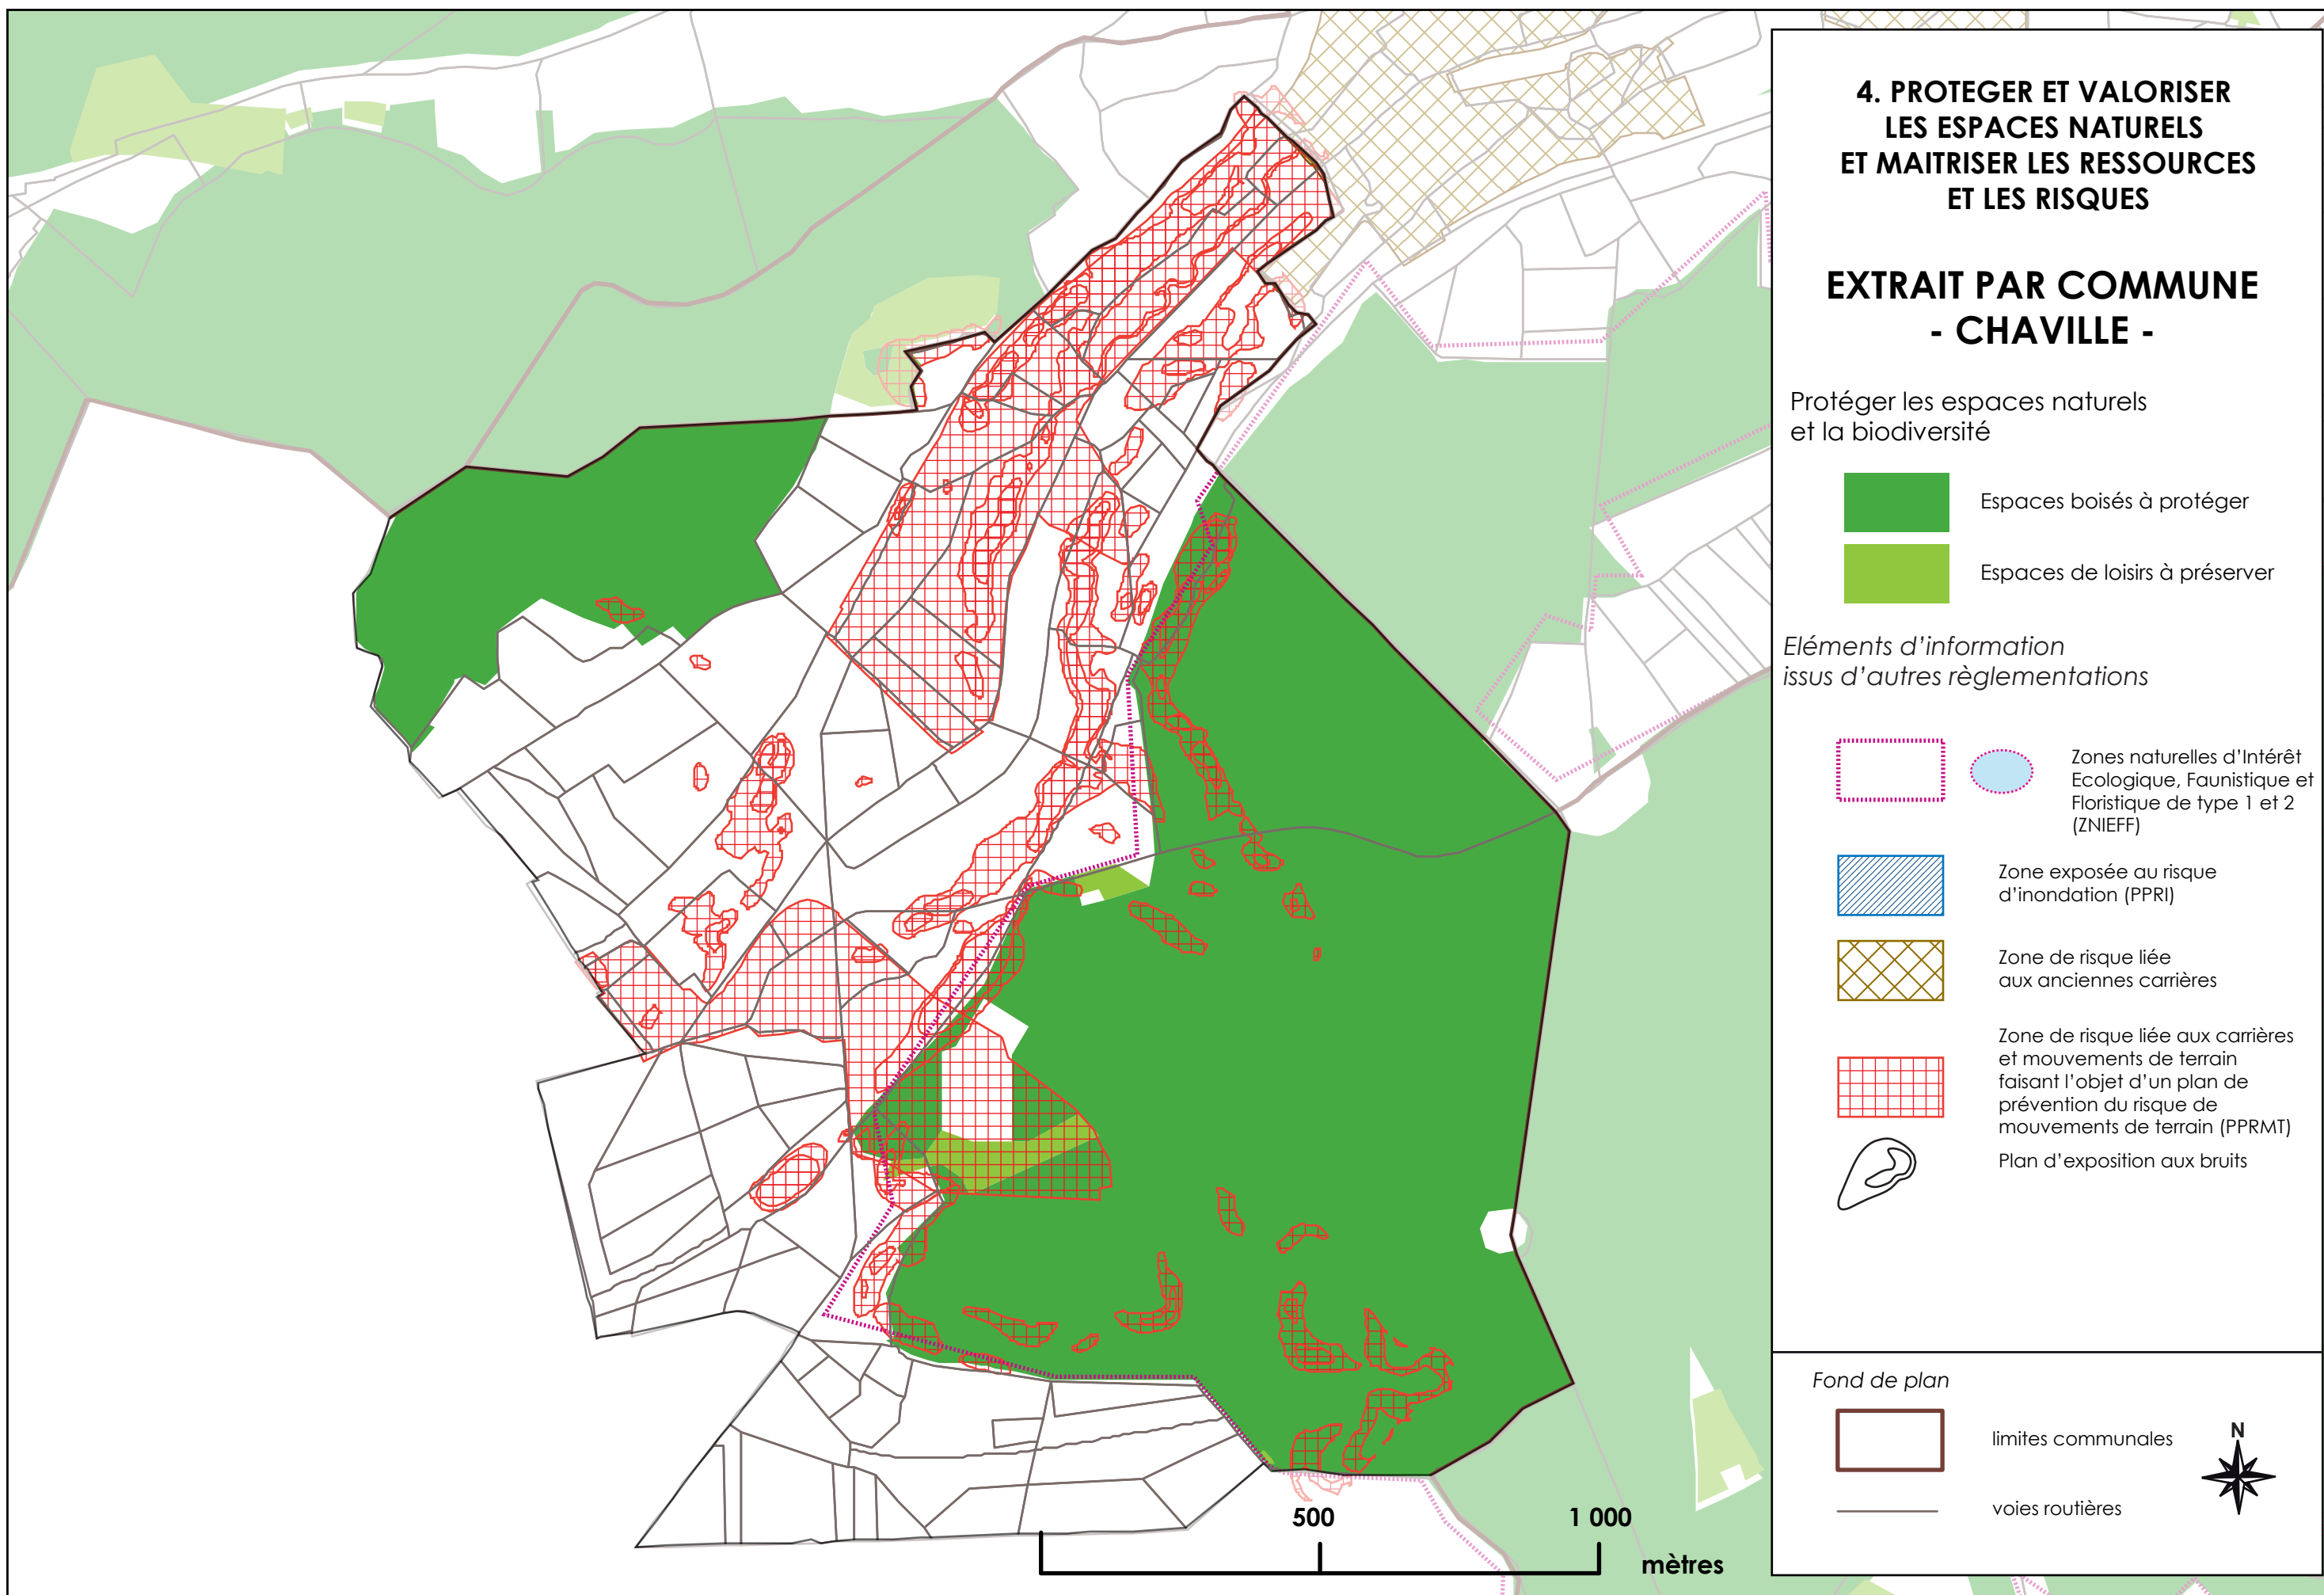 4. PROTEGER ET VALORISER
LES ESPACES NATURELS
ET MAITRISER LES RESSOURCES
ET LES RISQUES
EXTRAIT PAR COMMUNE
- CHAVILLE -
Protéger les espaces naturels
et la biodiversité
Espaces boisés à protéger
Espaces de loisirs à préserver
Eléments d’information
issus d’autres règlementations
Zones naturelles d’Intérêt
Ecologique, Faunistique et
Floristique de type 1 et 2
(ZNIEFF)
Zone exposée au risque
d’inondation (PPRI)
Zone de risque liée
aux anciennes carrières
Zone de risque liée aux carrières
et mouvements de terrain
faisant l’objet d’un plan de
prévention du risque de
mouvements de terrain (PPRMT)
Plan d’exposition aux bruits
Fond de plan
limites communales
N
voies routières
500
1 000
mètres